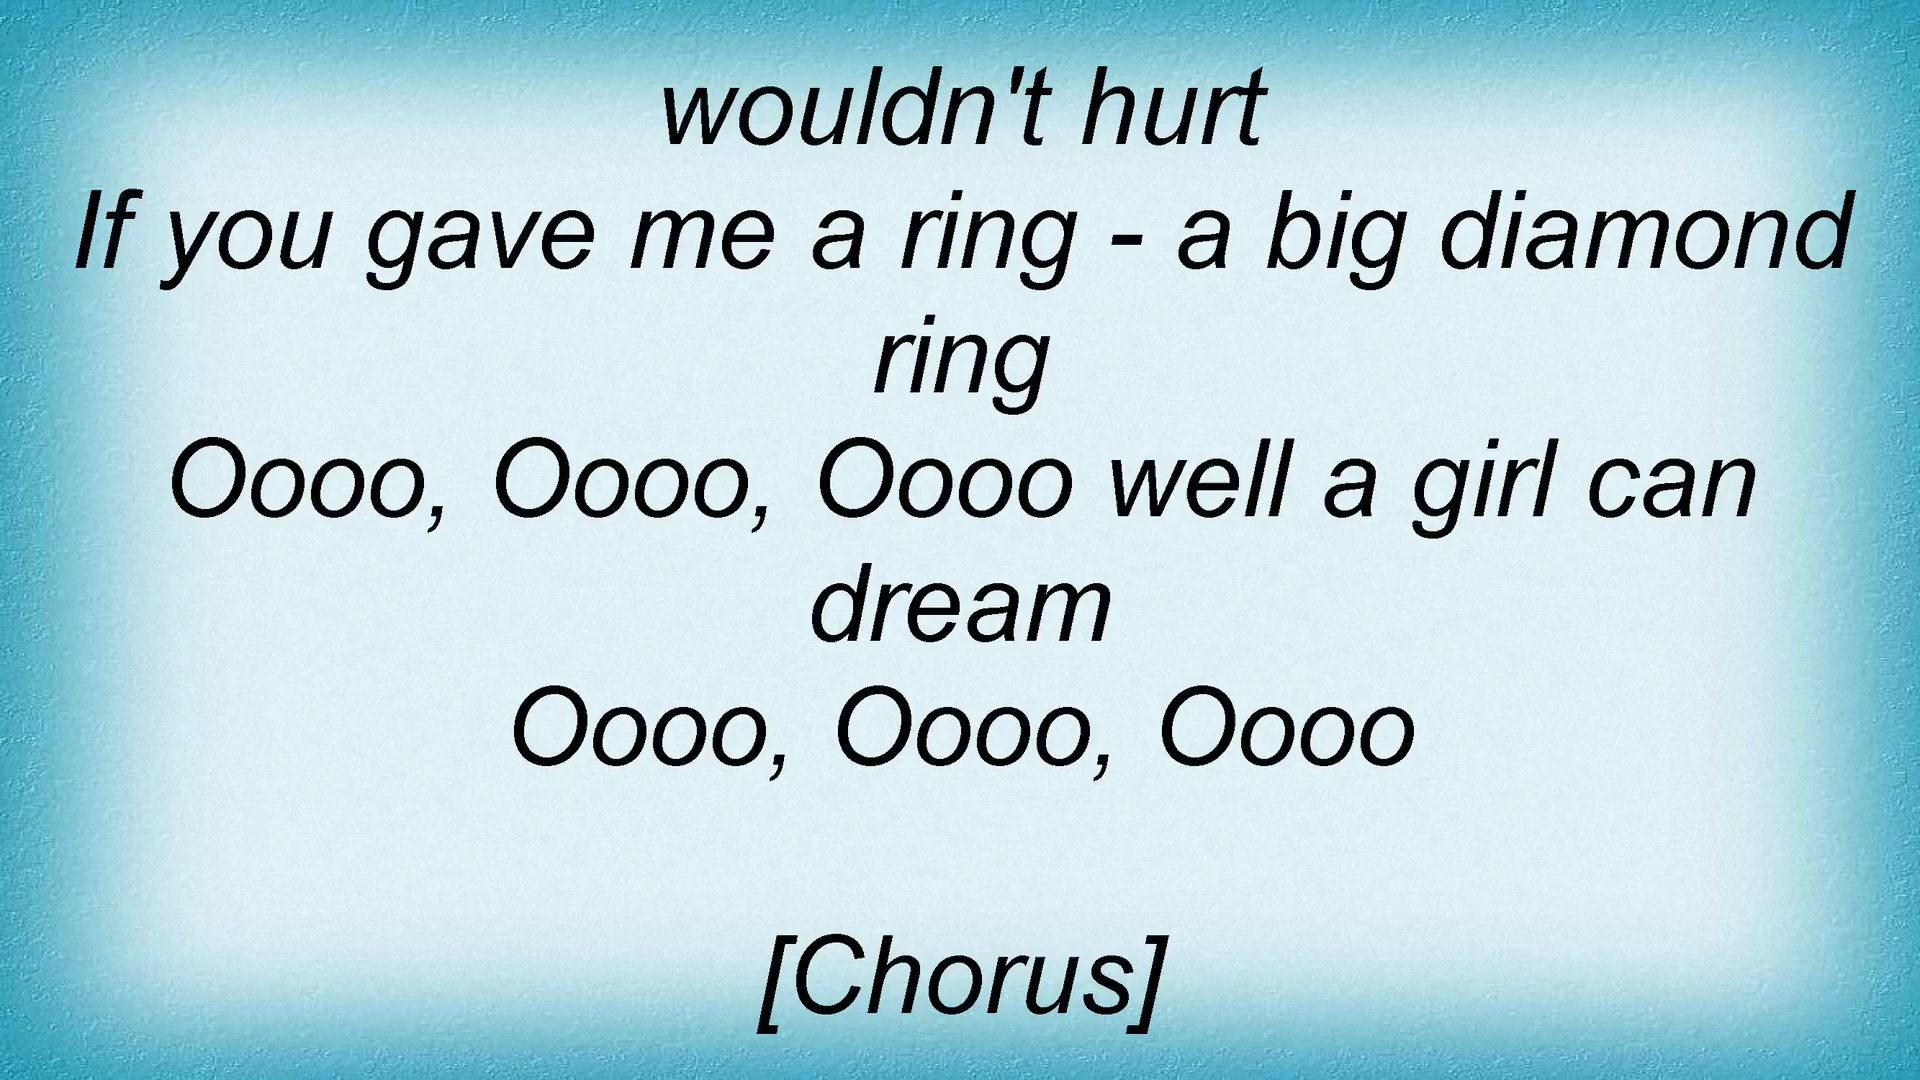 wouldn't hurt
If you gave me a ring - a big diamond
ring
Oooo, Oooo, Oooo well a girl can
dream
Oooo, Oooo, Oooo
[Chorus]